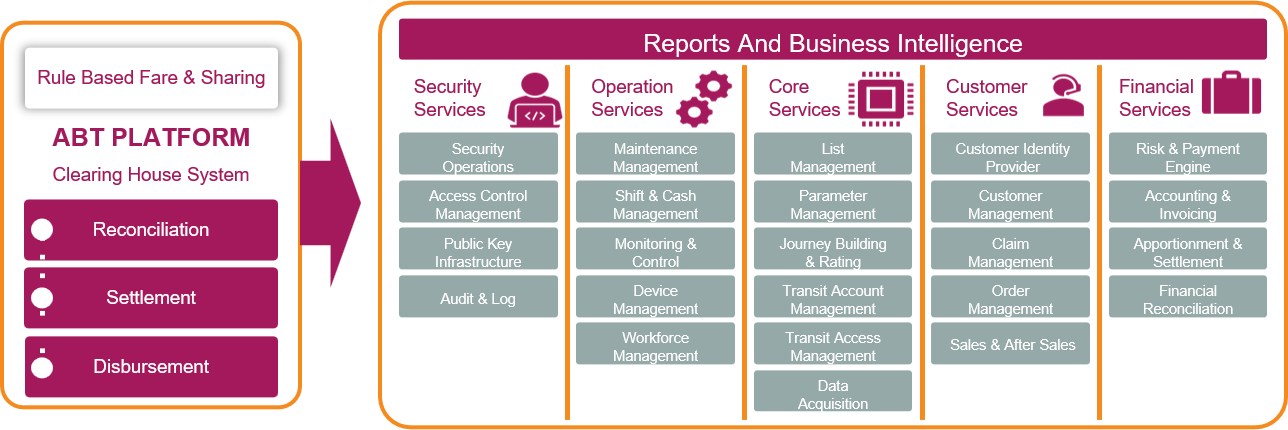 Rule Based Fare & Sharing
ABT PLATFORM
Clearing House System
Reconciliation
Settlement
Disbursement
Reports And Business Intelligence
Security
Services
</>
Security
Operations
Access Control
Management
Public Key
Infrastructure
Audit & Log
Operation
Services
Maintenance
Management
Shift & Cash
Management
Monitoring &
Control
Device
Management
Workforce
Management
Core
Services
List
Management
Parameter
Management
Journey Building
& Rating
Transit Account
Management
Transit Access
Management
Data
Acquisition
Customer
Services
Customer Identity
Provider
Customer
Management
Claim
Management
Order
Management
Sales & After Sales
Financial
Services
Risk & Payment
Engine
Accounting &
Invoicing
Apportionment &
Settlement
Financial
Reconciliation